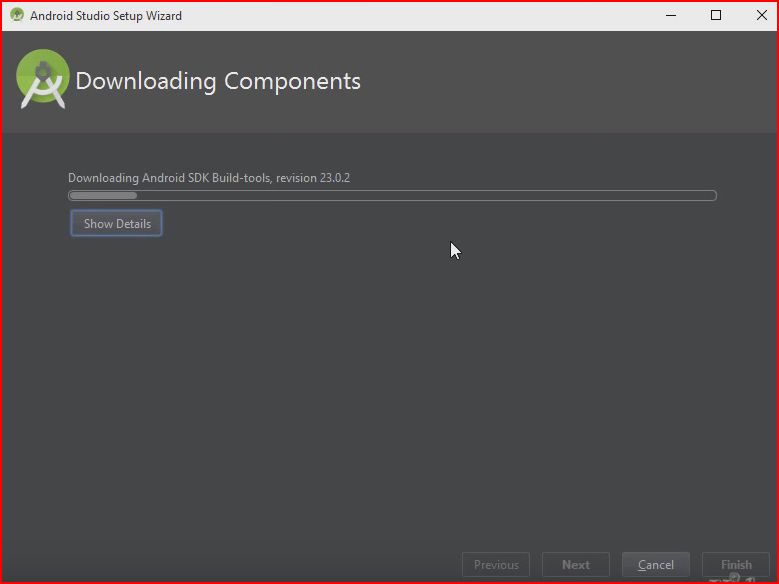 Android Studio Setup Wizard
Downloading Components
Downloading Android SDK Build-tools, revision 23.0.2
Show Details
Previous
Next
Cancel
Finish